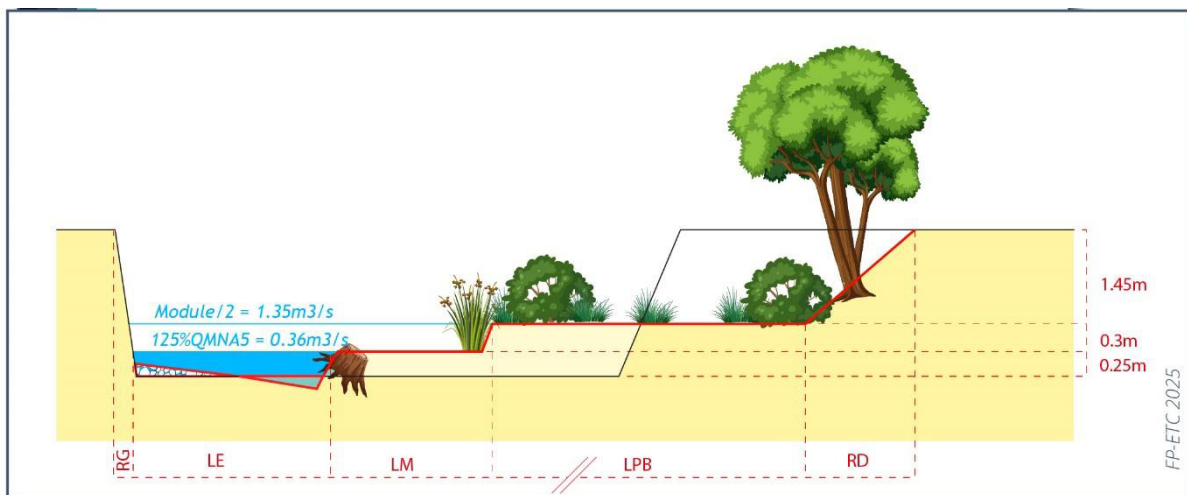 Module/2 = 1.35m3/s
125%QMNA5 = 0.36m3/s
1.45m
0.3m
0.25m
RG
LE
LM
LPB
RD
FP-ETC 2025